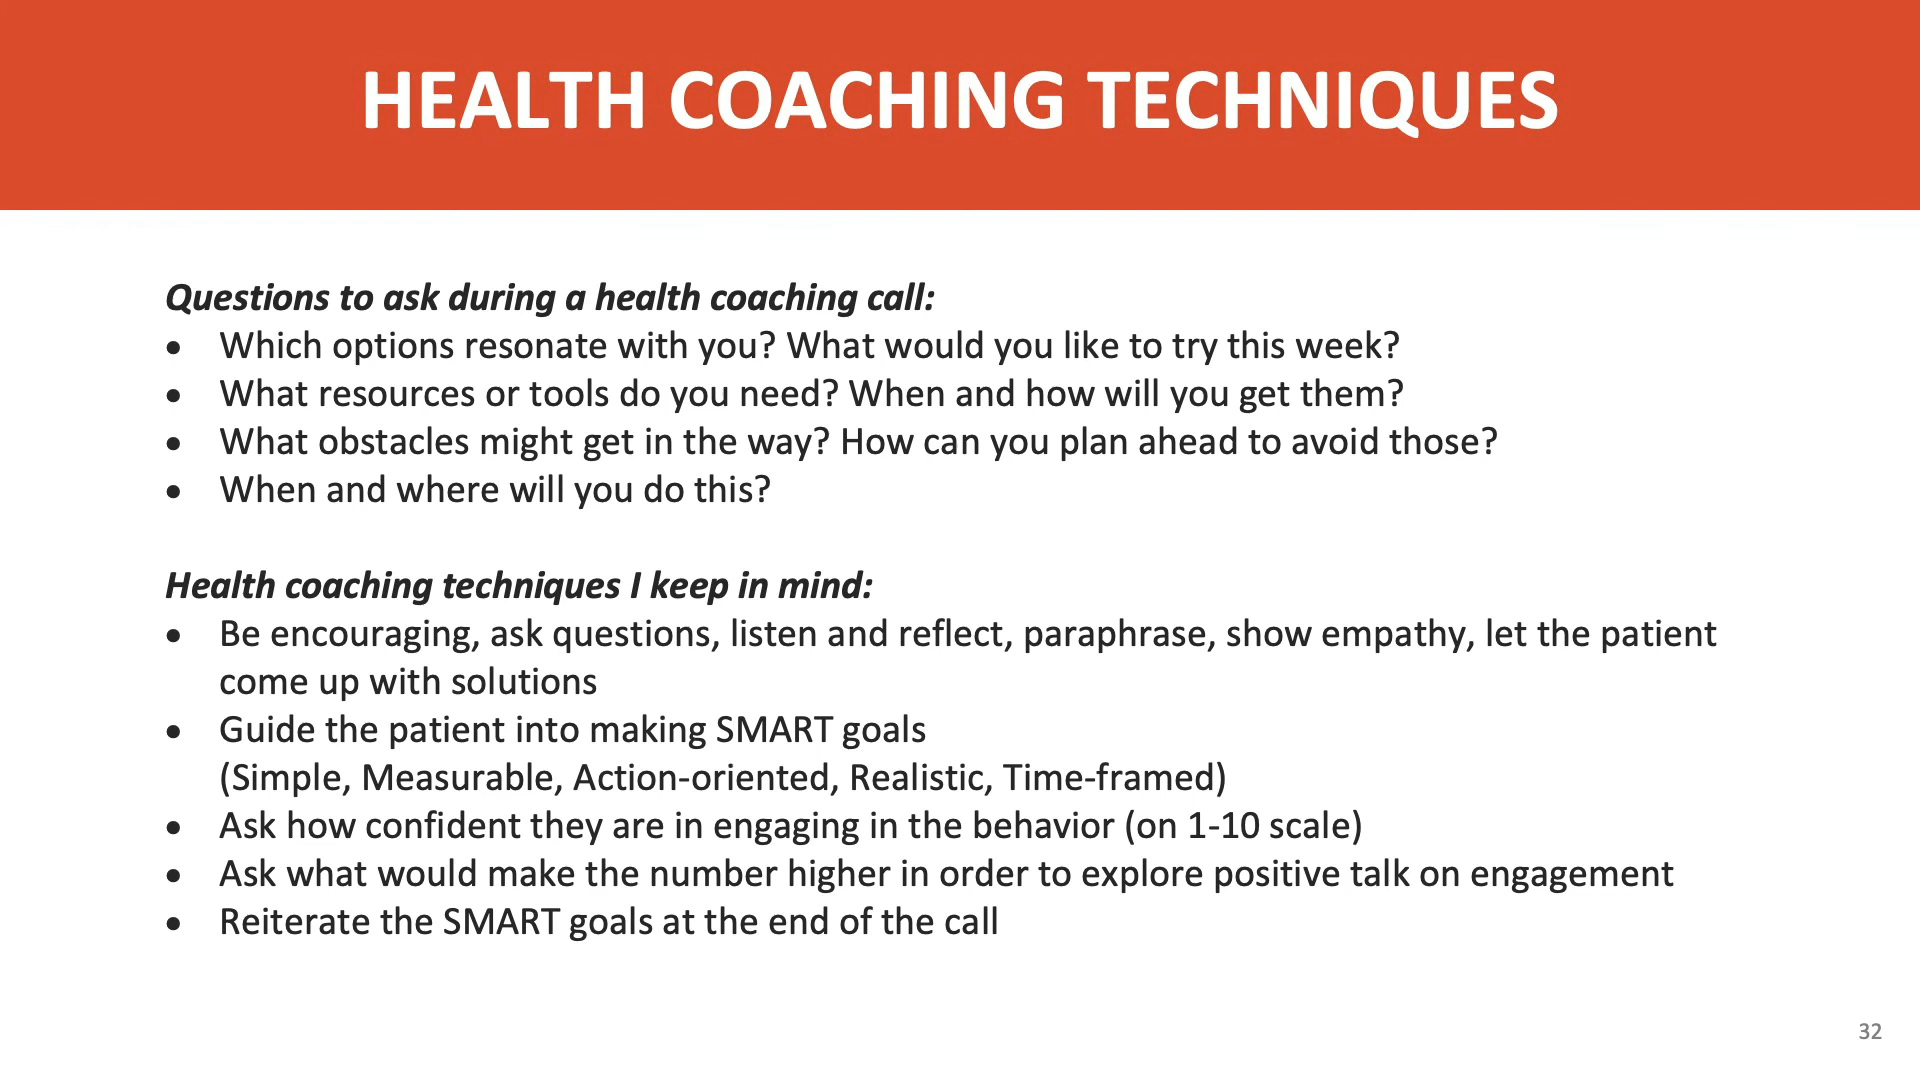 HEALTH COACHING TECHNIQUES
Questions to ask during a health coaching call:
• Which options resonate with you? What would you like to try this week?
• What resources or tools do you need? When and how will you get them?
• What obstacles might get in the way? How can you plan ahead to avoid those?
• When and where will you do this?
Health coaching techniques I keep in mind:
• Be encouraging, ask questions, listen and reflect, paraphrase, show empathy, let the patient
come up with solutions
• Guide the patient into making SMART goals
(Simple, Measurable, Action-oriented, Realistic, Time-framed)
• Ask how confident they are in engaging in the behavior (on 1-10 scale)
• Ask what would make the number higher in order to explore positive talk on engagement
• Reiterate the SMART goals at the end of the call
32